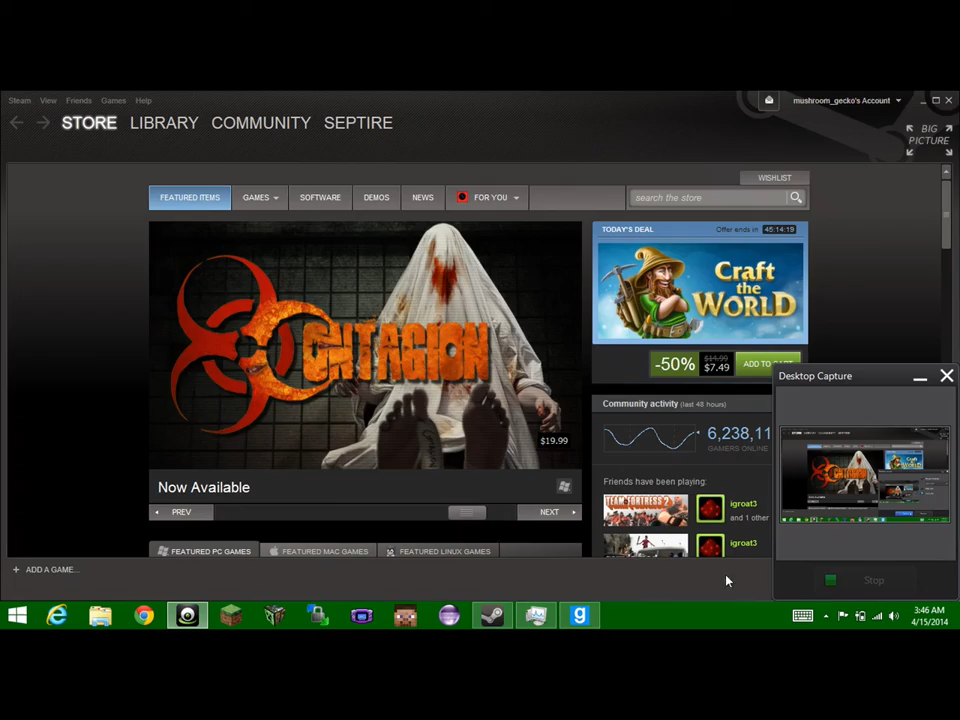 Steam View Friends Games Help
mushroom_gecko's Account
STORE LIBRARY COMMUNITY SEPTIRE
BIG
PICTURE
WISHLIST
FEATURED ITEMS GAMES SOFTWARE DEMOS NEWS FOR YOU
search the store
CONTAGION
$19.99
Now Available
PREV NEXT
TODAY'S DEAL Offer ends in 45:14:19
Craft
the
WORLD
-50% $14.99 $7.49 ADD TO
Community activity (last 48 hours)
6,238,11
GAMERS ONLINE
Friends have been playing:
TEAM FORTRESS 2
igroat3
and 1 other
igroat3
FEATURED PC GAMES FEATURED MAC GAMES FEATURED LINUX GAMES
+ ADD A GAME...
Desktop Capture
Stop
3:46 AM
4/15/2014